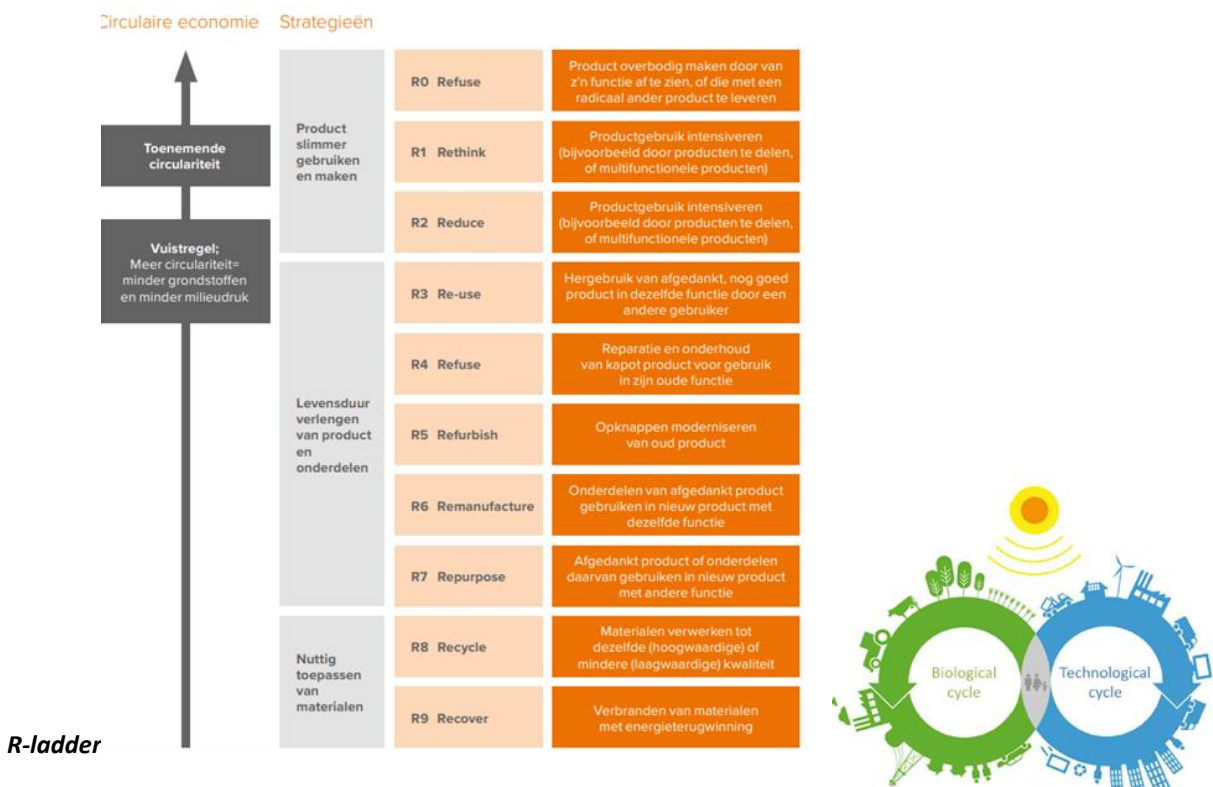 Circulaire economie
Strategieën
Toenemende
circulariteit
Vuistregel;
Meer circulariteit=
minder grondstoffen
en minder milieudruk
Product
slimmer
gebruiken
en maken
R0 Refuse
Product overbodig maken door van
z'n functie af te zien, of die met een
radicaal ander product te leveren
R1 Rethink
Productgebruik intensiveren
(bijvoorbeeld door producten te delen,
of multifunctionele producten)
R2 Reduce
Productgebruik intensiveren
(bijvoorbeeld door producten te delen,
of multifunctionele producten)
Levensduur
verlengen
van product
en
onderdelen
R3 Re-use
Hergebruik van afgedankt, nog goed
product in dezelfde functie door een
andere gebruiker
R4 Refuse
Reparatie en onderhoud
van kapot product voor gebruik
in zijn oude functie
R5 Refurbish
Opknappen moderniseren
van oud product
R6 Remanufacture
Onderdelen van afgedankt product
gebruiken in nieuw product met
dezelfde functie
R7 Repurpose
Afgedankt product of onderdelen
daarvan gebruiken in nieuw product
met andere functie
Nuttig
toepassen
van
materialen
R8 Recycle
Materialen verwerken tot
dezelfde (hoogwaardige) of
mindere (laagwaardige) kwaliteit
R9 Recover
Verbranden van materialen
met energieterugwinning
R-ladder
Biological
cycle
Technological
cycle